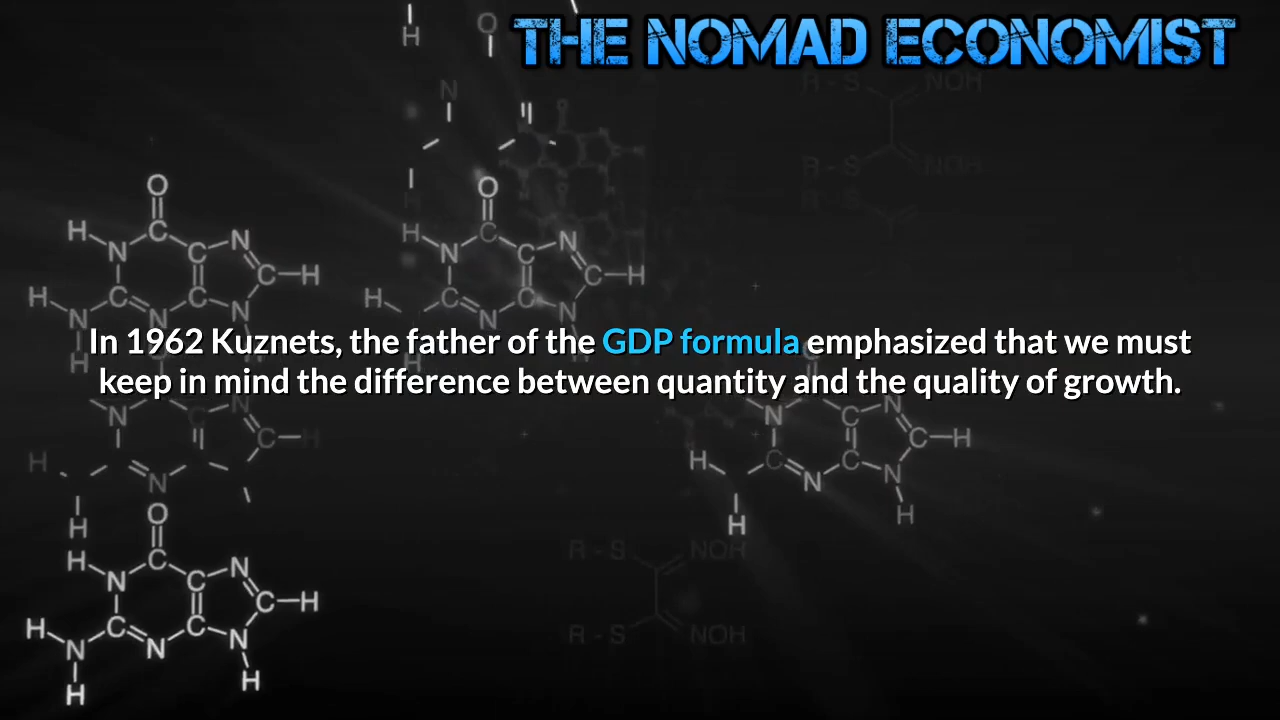 THE NOMAD ECONOMIST
In 1962 Kuznets, the father of the GDP formula emphasized that we must
keep in mind the difference between quantity and the quality of growth.